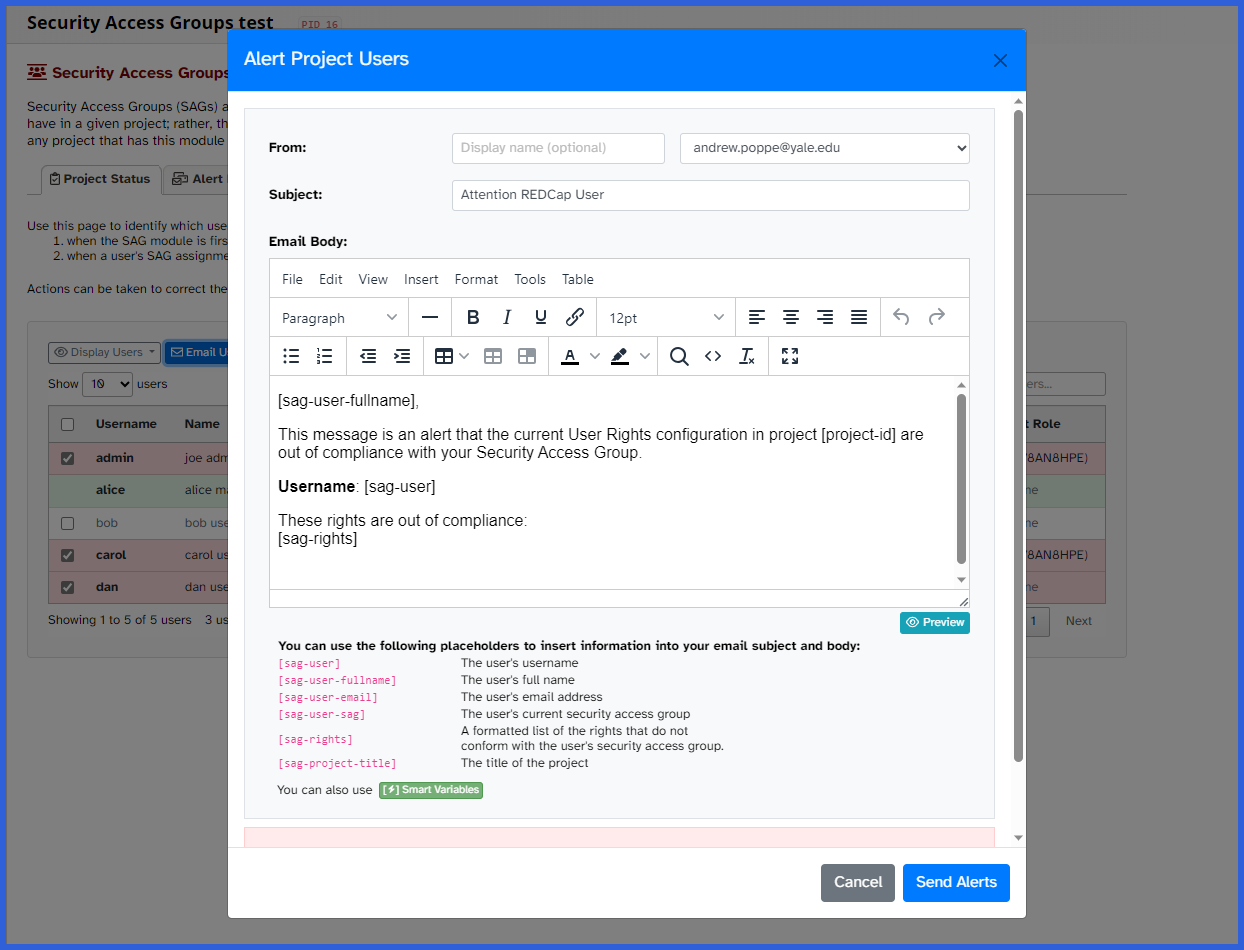 Security Access Groups test PID 16
Alert Project Users
Security Access Groups
Security Access Groups (SAGs) a
have in a given project; rather, th
any project that has this module
Project Status Alert
Use this page to identify which use
1. when the SAG module is firs
2. when a user's SAG assignme
Actions can be taken to correct the
Display Users Email U
Show 10 users
Username Name
admin joe adm
alice alice ma
bob bob use
carol carol us
dan dan use
Showing 1 to 5 of 5 users 3 us
From: Display name (optional) andrew.poppe@yale.edu
Subject: Attention REDCap User
Email Body:
File Edit View Insert Format Tools Table
Paragraph B I U 12pt
A
[sag-user-fullname],
This message is an alert that the current User Rights configuration in project [project-id] are
out of compliance with your Security Access Group.
Username: [sag-user]
These rights are out of compliance:
[sag-rights]
Preview
You can use the following placeholders to insert information into your email subject and body:
[sag-user] The user's username
[sag-user-fullname] The user's full name
[sag-user-email] The user's email address
[sag-user-sag] The user's current security access group
[sag-rights] A formatted list of the rights that do not
conform with the user's security access group.
[sag-project-title] The title of the project
You can also use [⚡] Smart Variables
Cancel Send Alerts
ers...
t Role
78AN8HPE)
ne
ne
8AN8HPE)
ne
1 Next